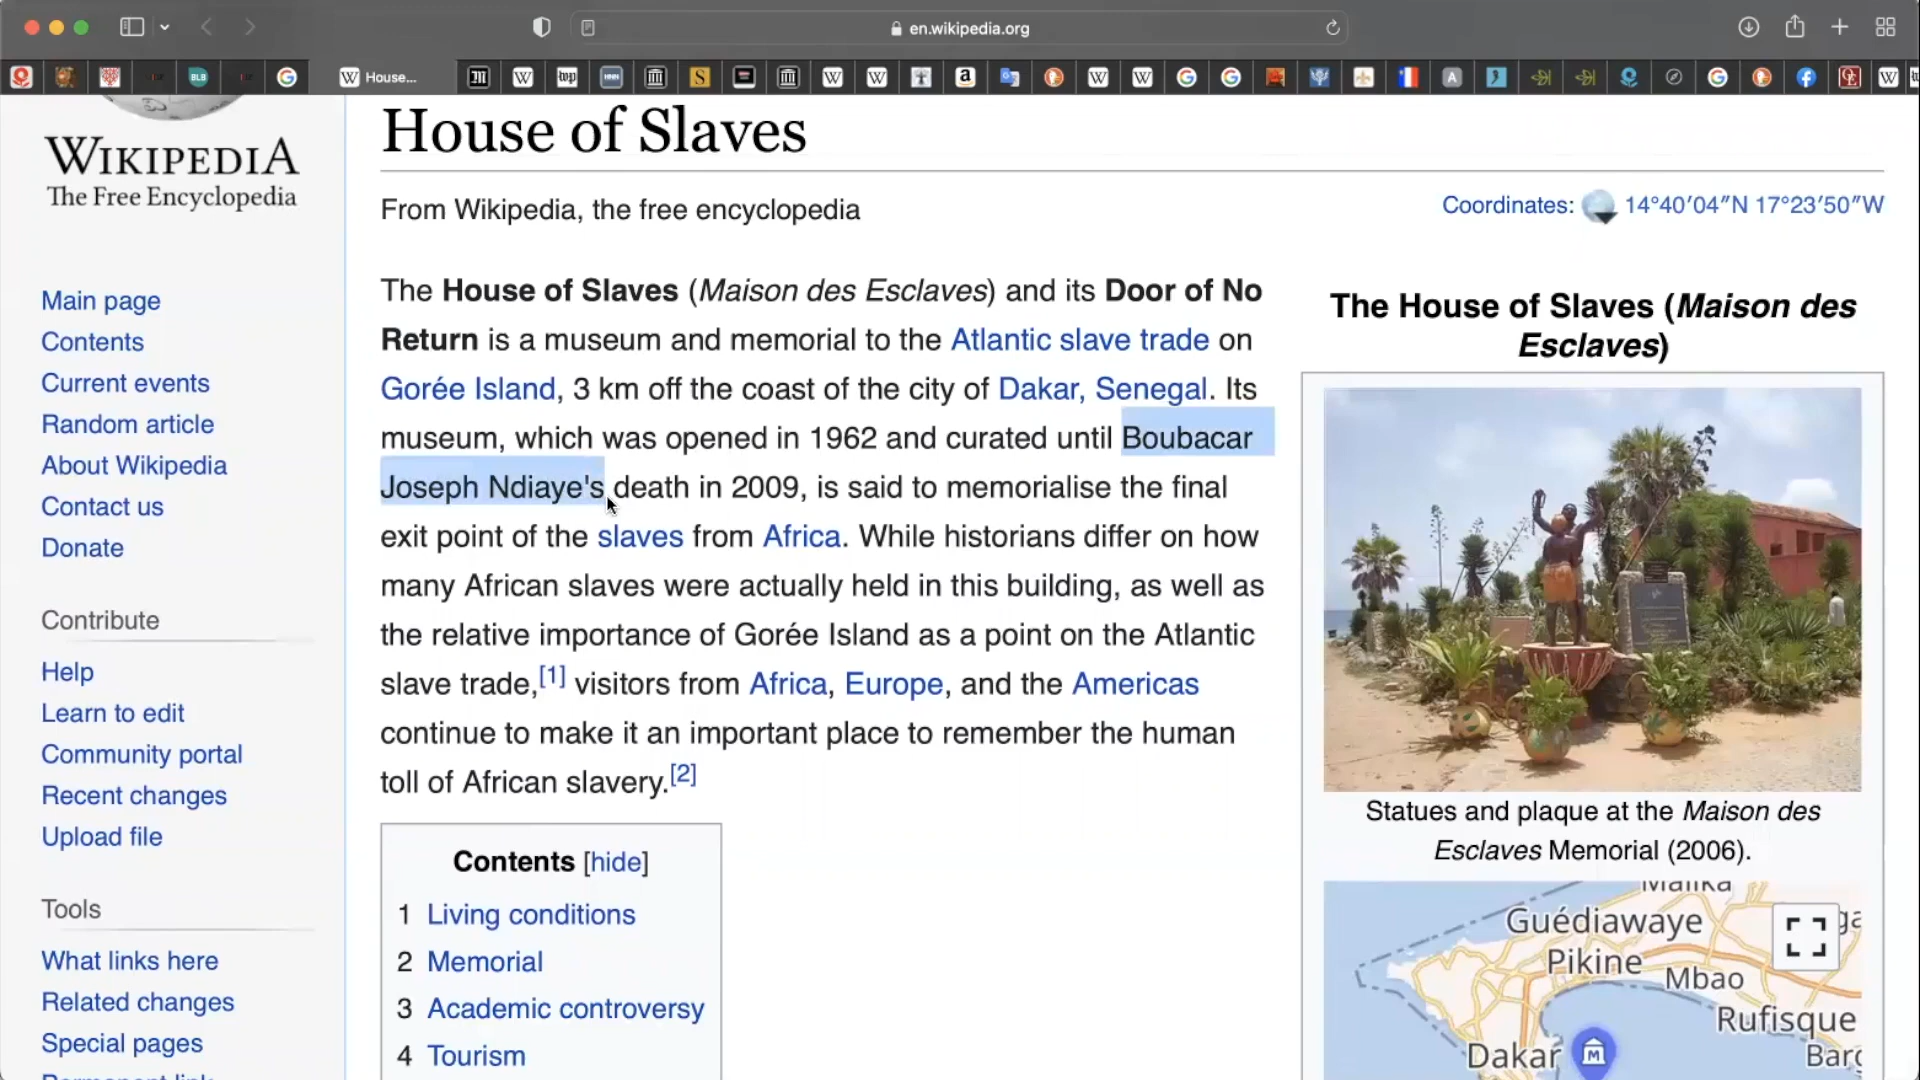 en.wikipedia.org
House...
WIKIPEDIA
The Free Encyclopedia
Main page
Contents
Current events
Random article
About Wikipedia
Contact us
Donate
Contribute
Help
Learn to edit
Community portal
Recent changes
Upload file
Tools
What links here
Related changes
Special pages
House of Slaves
From Wikipedia, the free encyclopedia
Coordinates: 14°40′04″N 17°23′50″W
The House of Slaves (Maison des Esclaves) and its Door of No
Return is a museum and memorial to the Atlantic slave trade on
Gorée Island, 3 km off the coast of the city of Dakar, Senegal. Its
museum, which was opened in 1962 and curated until Boubacar
Joseph Ndiaye's death in 2009, is said to memorialise the final
exit point of the slaves from Africa. While historians differ on how
many African slaves were actually held in this building, as well as
the relative importance of Gorée Island as a point on the Atlantic
slave trade,[1] visitors from Africa, Europe, and the Americas
continue to make it an important place to remember the human
toll of African slavery.[2]
Contents [hide]
1 Living conditions
2 Memorial
3 Academic controversy
4 Tourism
The House of Slaves (Maison des
Esclaves)
Statues and plaque at the Maison des
Esclaves Memorial (2006).
Malika
Guédiawaye
Pikine
Mbao
Rufisque
Dakar